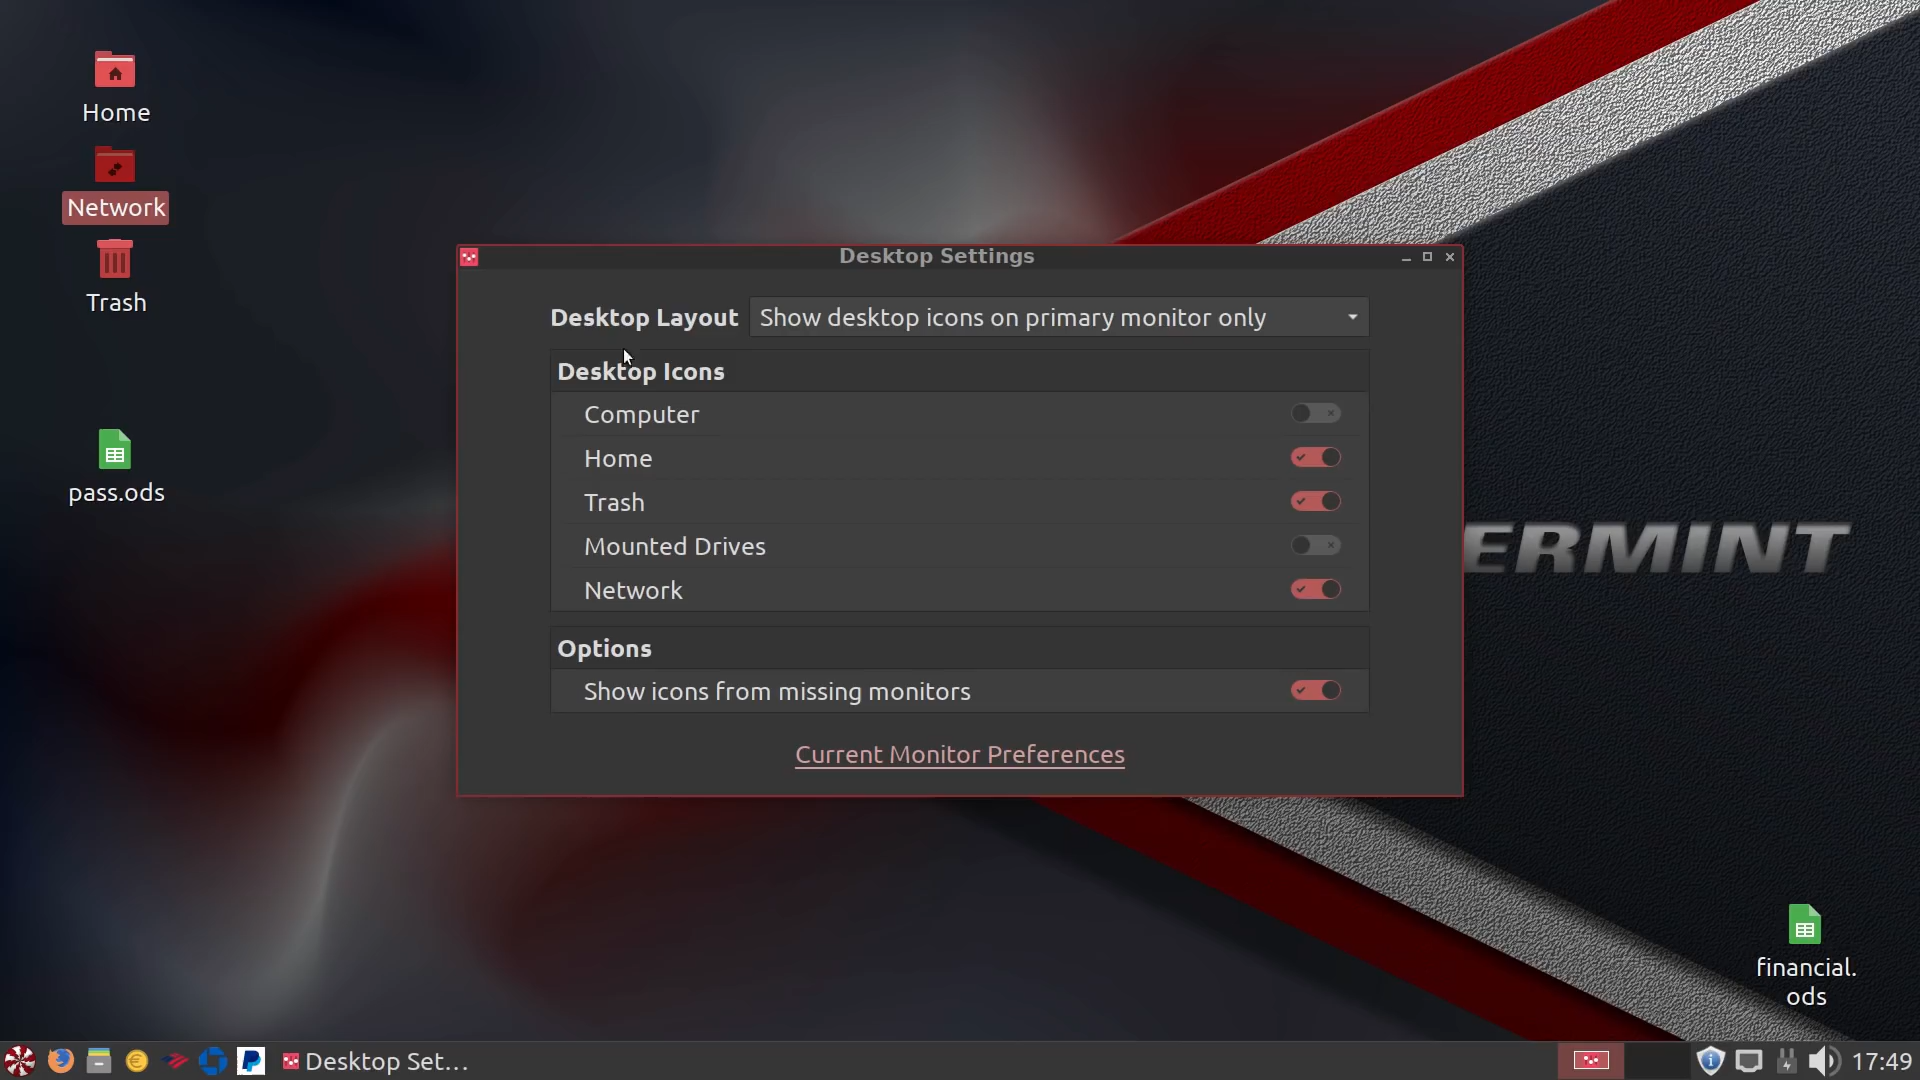 Home
Network
Trash
pass.ods
Desktop Settings
Desktop Layout Show desktop icons on primary monitor only
Desktop Icons
Computer
Home
Trash
Mounted Drives
Network
Options
Show icons from missing monitors
Current Monitor Preferences
ERMINT
financial.
ods
Desktop Set...
17:49